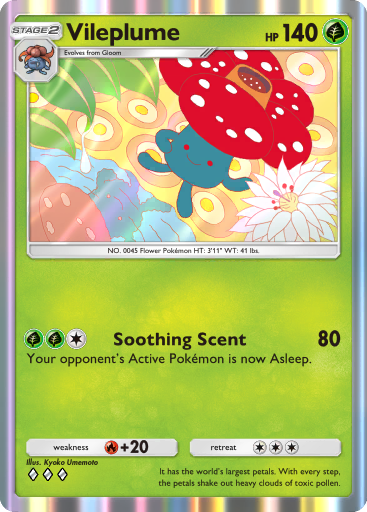 STAGE 2 Vileplume HP 140
Evolves from Gloom
NO. 0045 Flower Pokémon HT: 3'11" WT: 41 lbs.
Soothing Scent 80
Your opponent's Active Pokémon is now Asleep.
weakness +20 retreat
Illus. Kyoko Umemoto
It has the world's largest petals. With every step,
the petals shake out heavy clouds of toxic pollen.